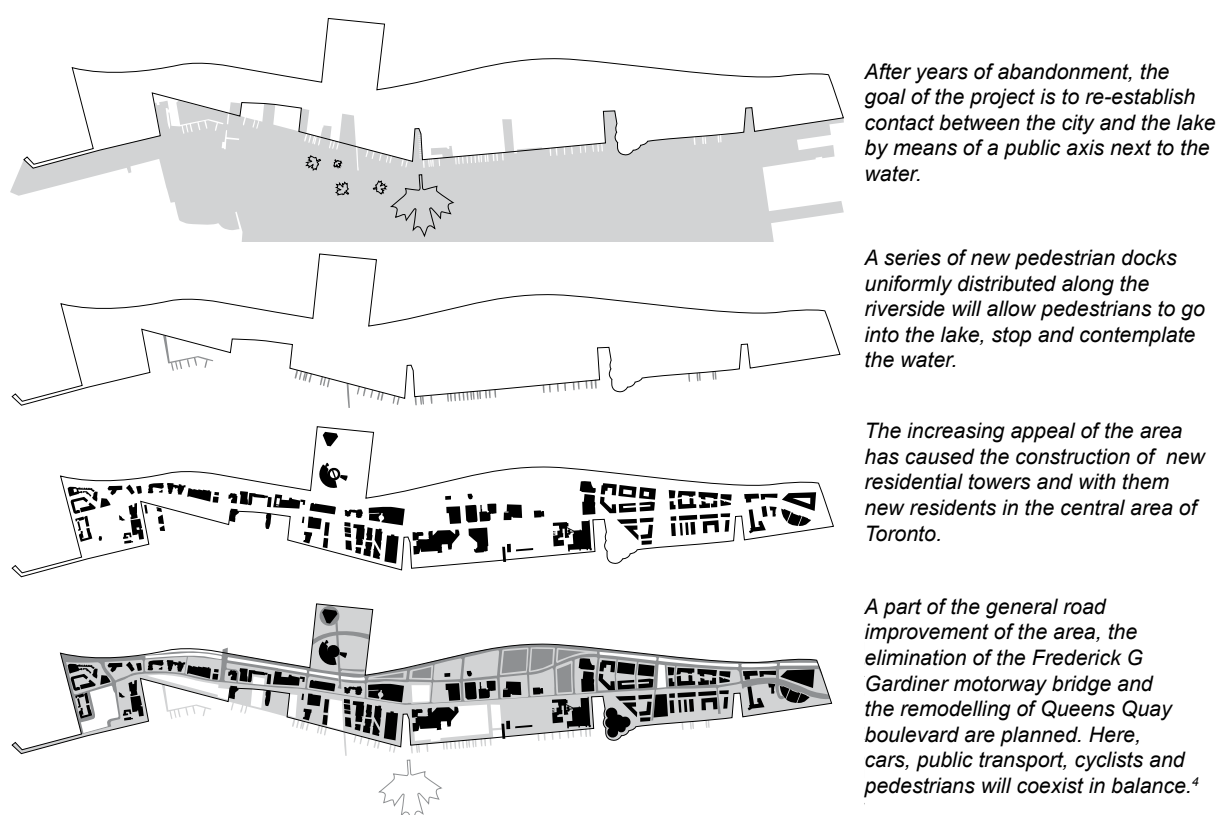 After years of abandonment, the
goal of the project is to re-establish
contact between the city and the lake
by means of a public axis next to the
water.
A series of new pedestrian docks
uniformly distributed along the
riverside will allow pedestrians to go
into the lake, stop and contemplate
the water.
The increasing appeal of the area
has caused the construction of  new
residential towers and with them
new residents in the central area of
Toronto.
A part of the general road
improvement of the area, the
elimination of the Frederick G
Gardiner motorway bridge and
the remodelling of Queens Quay
boulevard are planned. Here,
cars, public transport, cyclists and
pedestrians will coexist in balance.⁴